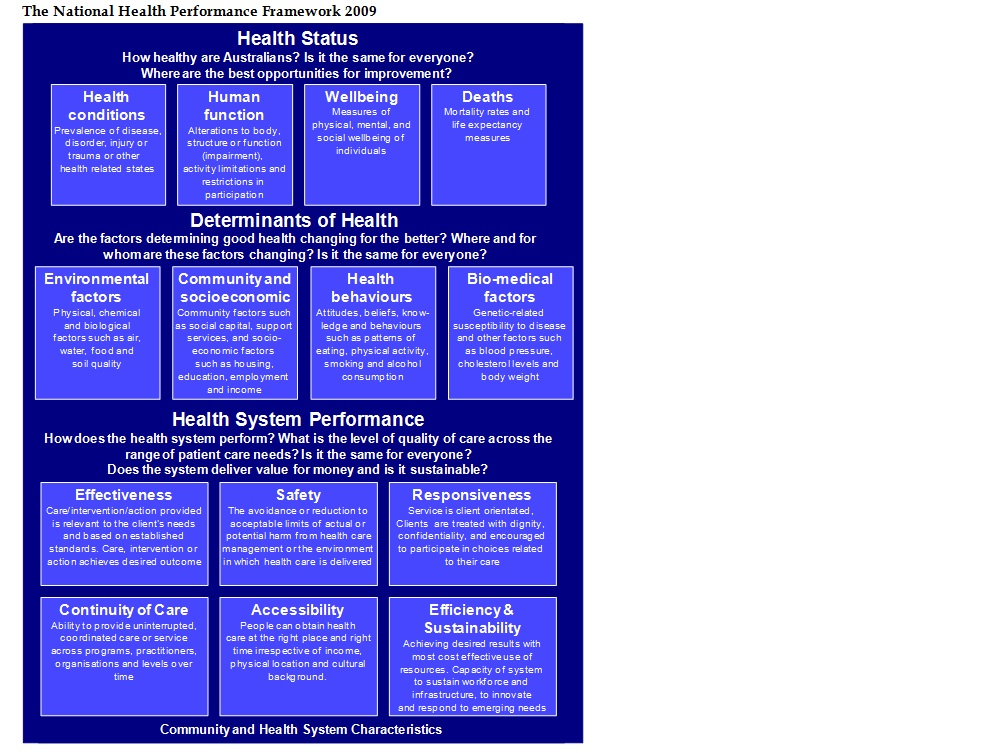 The National Health Performance Framework 2009
Health Status
How healthy are Australians? Is it the same for everyone?
Where are the best opportunities for improvement?
Health
conditions
Prevalence of disease,
disorder, injury or
trauma or other
health related states
Human
function
Alterations to body,
structure or function
(impairment),
activity limitations and
restrictions in
participation
Wellbeing
Measures of
physical, mental, and
social wellbeing of
individuals
Deaths
Mortality rates and
life expectancy
measures
Determinants of Health
Are the factors determining good health changing for the better? Where and for
whom are these factors changing? Is it the same for everyone?
Environmental
factors
Physical, chemical
and biological
factors such as air,
water, food and
soil quality
Community and
socioeconomic
Community factors such
as social capital, support
services, and socio-
economic factors
such as housing,
education, employment
and income
Health
behaviours
Attitudes, beliefs, know-
ledge and behaviours
such as patterns of
eating, physical activity,
smoking and alcohol
consumption
Bio-medical
factors
Genetic-related
susceptibility to disease
and other factors such
as blood pressure,
cholesterol levels and
body weight
Health System Performance
How does the health system perform? What is the level of quality of care across the
range of patient care needs? Is it the same for everyone?
Does the system deliver value for money and is it sustainable?
Effectiveness
Care/intervention/action provided
is relevant to the client's needs
and based on established
standards. Care, intervention or
action achieves desired outcome
Safety
The avoidance or reduction to
acceptable limits of actual or
potential harm from health care
management or the environment
in which health care is delivered
Responsiveness
Service is client orientated,
Clients are treated with dignity,
confidentiality, and encouraged
to participate in choices related
to their care
Continuity of Care
Ability to provide uninterrupted,
coordinated care or service
across programs, practitioners,
organisations and levels over
time
Accessibility
People can obtain health
care at the right place and right
time irrespective of income,
physical location and cultural
background.
Efficiency &
Sustainability
Achieving desired results with
most cost effective use of
resources. Capacity of system
to sustain workforce and
infrastructure, to innovate
and respond to emerging needs
Community and Health System Characteristics